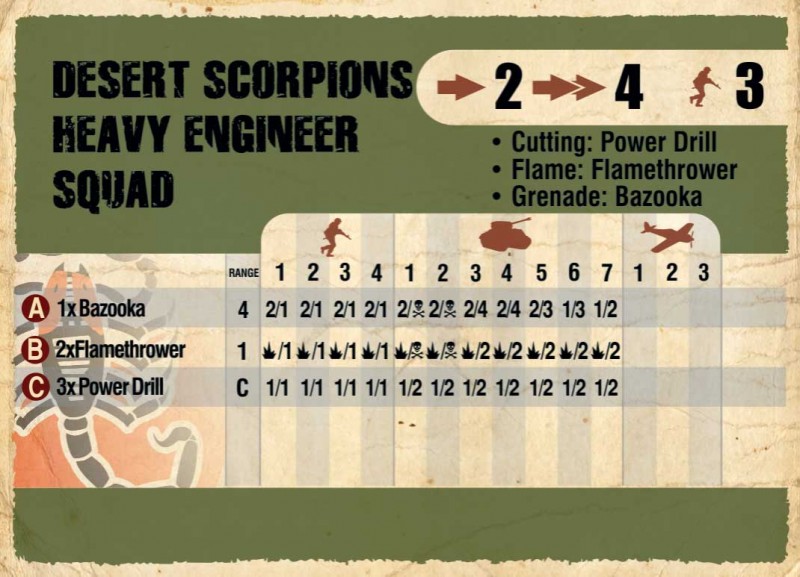 DESERT SCORPIONS
HEAVY ENGINEER
SQUAD
2 4 3
• Cutting: Power Drill
• Flame: Flamethrower
• Grenade: Bazooka
RANGE 1 2 3 4 1 2 3 4 5 6 7 1 2 3
A 1x Bazooka 4 2/1 2/1 2/1 2/1 2/☠ 2/☠ 2/4 2/4 2/3 1/3 1/2
B 2xFlamethrower 1 /1 /1 /1 /1 /☠ /☠ /2 /2 /2 /2 /2
C 3x Power Drill C 1/1 1/1 1/1 1/1 1/2 1/2 1/2 1/2 1/2 1/2 1/2